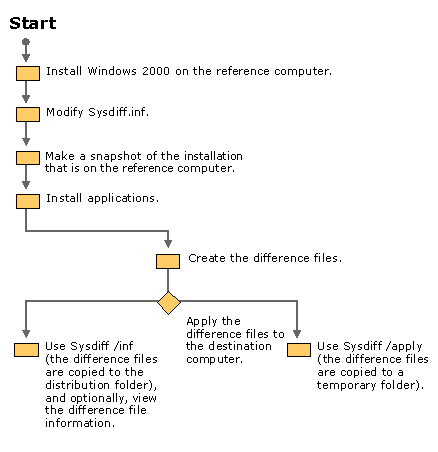 Start
Install Windows 2000 on the reference computer.
Modify Sysdiff.inf.
Make a snapshot of the installation
that is on the reference computer.
Install applications.
Create the difference files.
Apply the
difference files to
the destination
computer.
Use Sysdiff /inf
(the difference files
are copied to the
distribution folder),
and optionally, view
the difference file
information.
Use Sysdiff /apply
(the difference files
are copied to a
temporary folder).